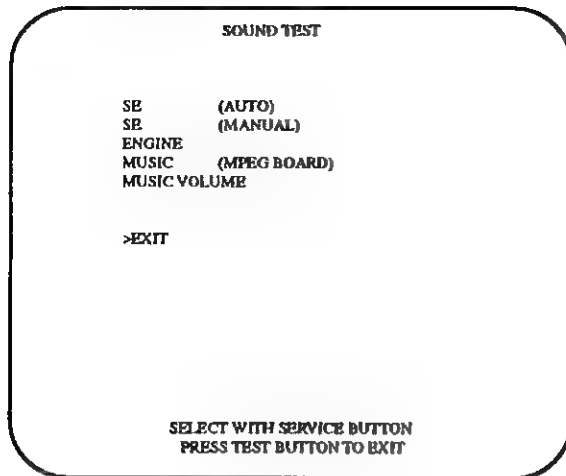 SOUND TEST
SE (AUTO)
SE (MANUAL)
ENGINE
MUSIC (MPEG BOARD)
MUSIC VOLUME
>EXIT
SELECT WITH SERVICE BUTTON
PRESS TEST BUTTON TO EXIT